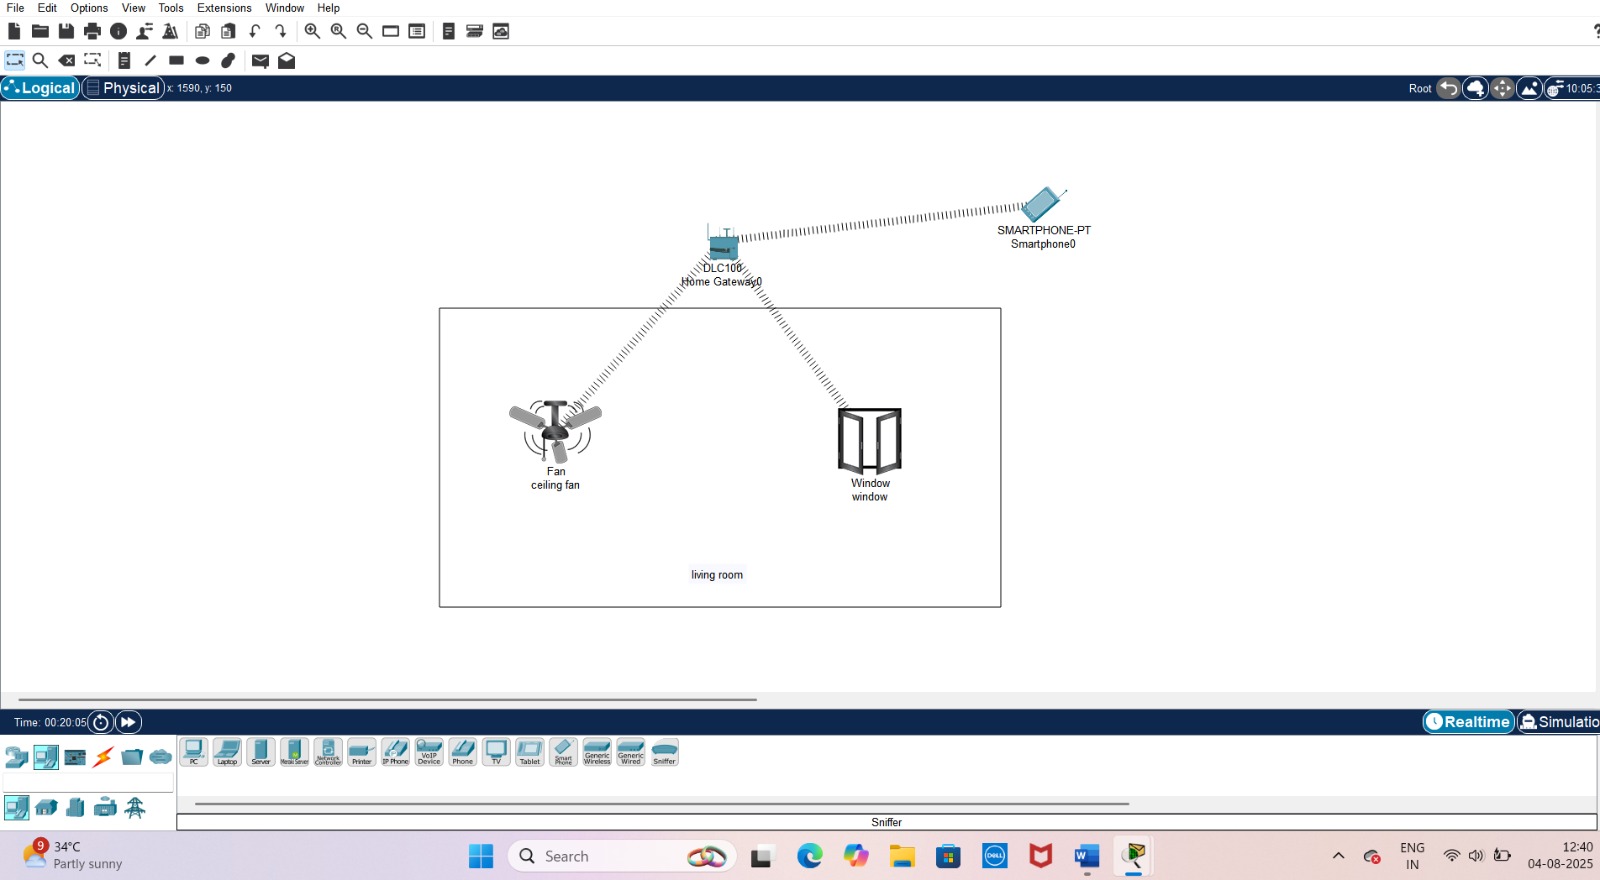 File Edit Options View Tools Extensions Window Help
Logical Physical x: 1590, y: 150 Root 10:05:3
SMARTPHONE-PT
Smartphone0
DLC100
Home Gateway0
Fan
ceiling fan
Window
window
living room
Time: 00:20:05 Realtime Simulatio
PC Laptop Server Meraki Server Network Controller Printer IP Phone VoIP Device Phone TV Tablet Smart Phone Generic Wireless Generic Wired Sniffer
Sniffer
9 34°C
Partly sunny
Search
DELL
W
ENG
IN
12:40
04-08-2025